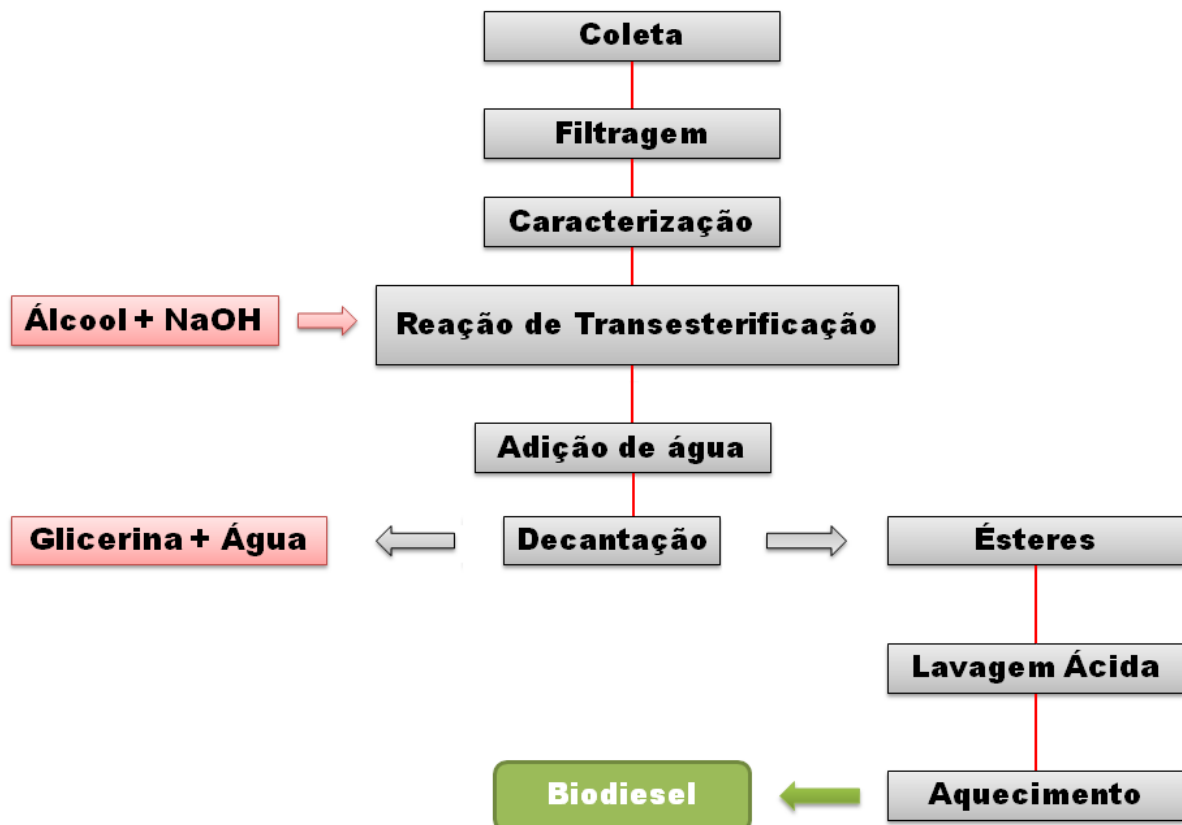 Coleta
Filtragem
Caracterização
Álcool + NaOH
Reação de Transesterificação
Adição de água
Glicerina + Água
Decantação
Ésteres
Lavagem Ácida
Biodiesel
Aquecimento